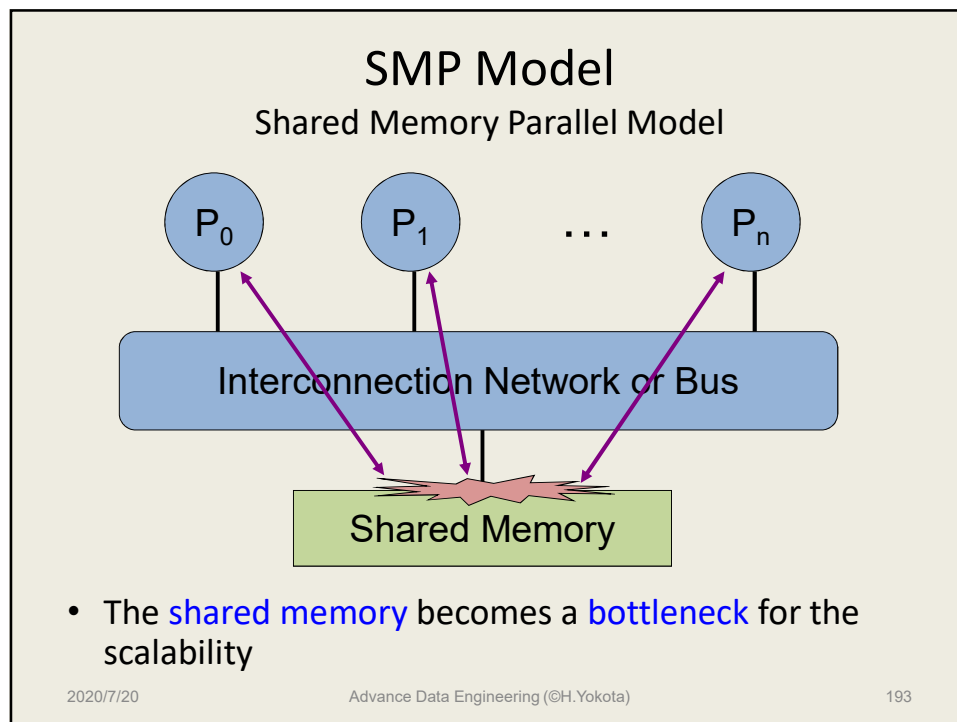 SMP Model
Shared Memory Parallel Model
P0 P1 … Pn
Interconnection Network or Bus
Shared Memory
• The shared memory becomes a bottleneck for the
scalability
2020/7/20 Advance Data Engineering (©H.Yokota) 193